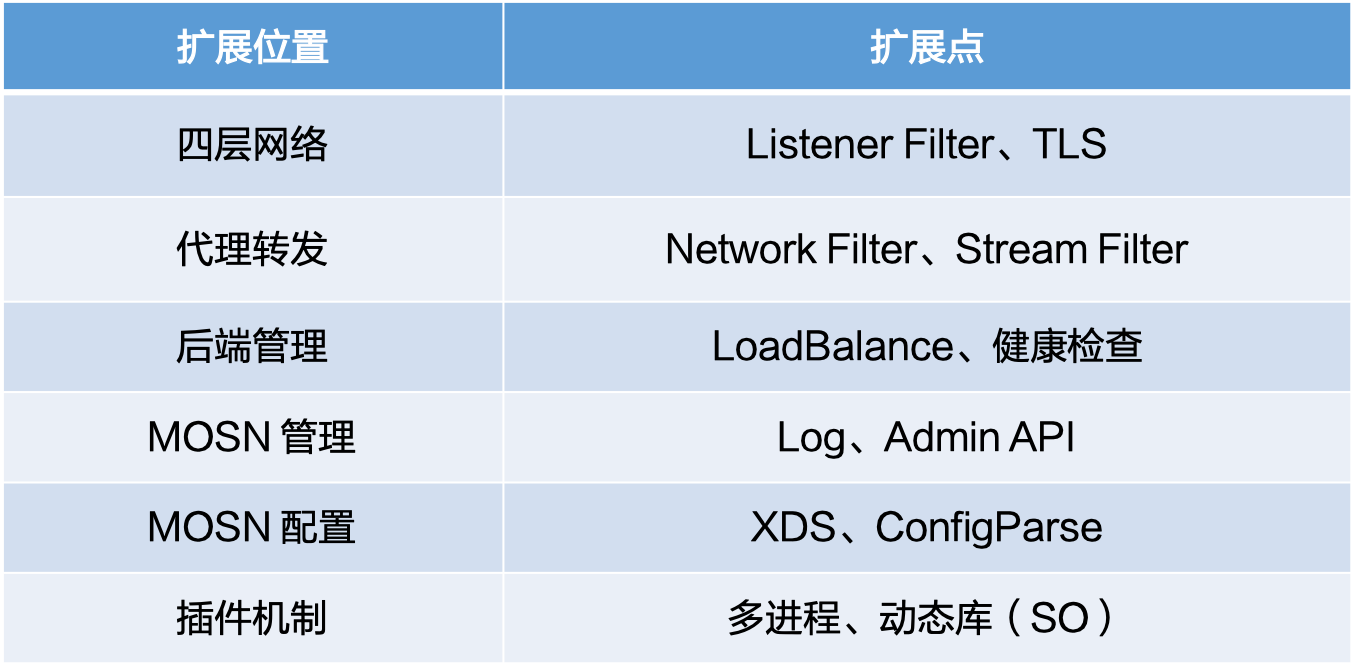 扩展位置 扩展点
四层网络 Listener Filter、TLS
代理转发 Network Filter、Stream Filter
后端管理 LoadBalance、健康检查
MOSN 管理 Log、Admin API
MOSN 配置 XDS、ConfigParse
插件机制 多进程、动态库（SO）